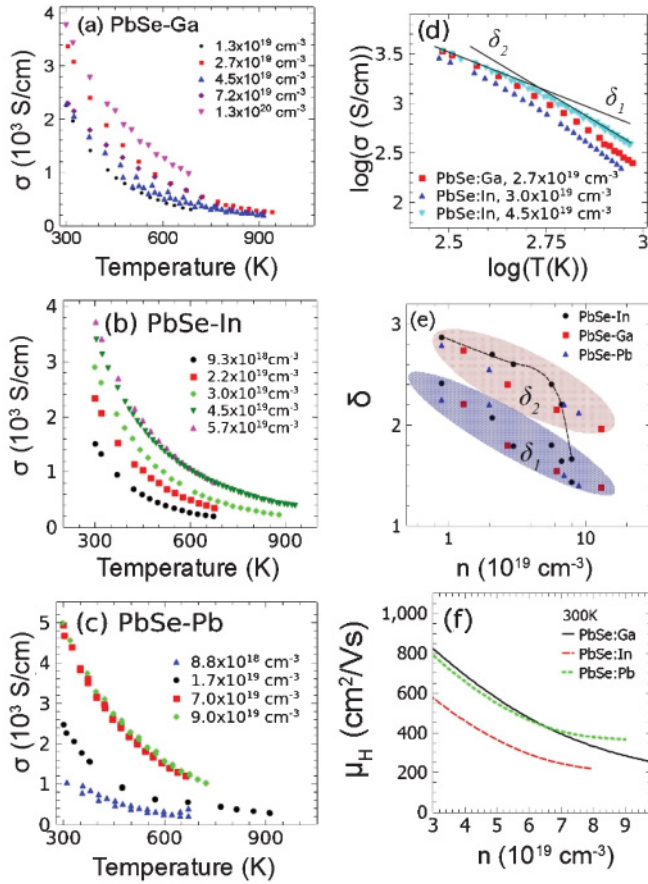 (a) PbSe-Ga
1.3x10¹⁹ cm⁻³
2.7x10¹⁹ cm⁻³
4.5x10¹⁹ cm⁻³
7.2x10¹⁹ cm⁻³
1.3x10²⁰ cm⁻³
σ (10³ S/cm)
4
3
2
1
0
300 500 700 900
Temperature (K)
(b) PbSe-In
9.3x10¹⁸cm⁻³
2.2x10¹⁹cm⁻³
3.0x10¹⁹cm⁻³
4.5x10¹⁹cm⁻³
5.7x10¹⁹cm⁻³
σ (10³ S/cm)
4
3
2
1
0
300 450 600 750 900
Temperature (K)
(c) PbSe-Pb
8.8x10¹⁸ cm⁻³
1.7x10¹⁹ cm⁻³
7.0x10¹⁹ cm⁻³
9.0x10¹⁹ cm⁻³
σ (10³ S/cm)
5
4
3
2
1
0
300 400 500 600 700 800 900
Temperature (K)
(d)
δ₂
δ₁
PbSe:Ga, 2.7x10¹⁹ cm⁻³
PbSe:In, 3.0x10¹⁹ cm⁻³
PbSe:In, 4.5x10¹⁹ cm⁻³
log(σ (S/cm))
3.5
3
2.5
2
2.5 2.75 3
log(T(K))
(e)
PbSe-In
PbSe-Ga
PbSe-Pb
δ₂
δ₁
δ
3
2
1
1 10
n (10¹⁹ cm⁻³)
(f)
300K
PbSe:Ga
PbSe:In
PbSe:Pb
μH (cm²/Vs)
1,000
800
600
400
200
0
3 4 5 6 7 8 9
n (10¹⁹ cm⁻³)